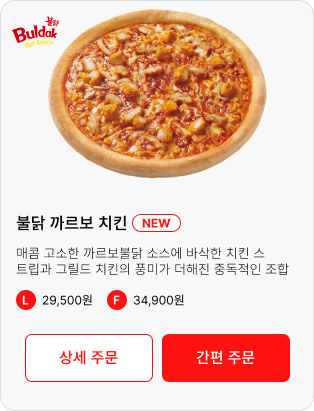 불닭
Buldak
Hot Sauce
불닭 까르보 치킨 NEW
매콤 고소한 까르보불닭 소스에 바삭한 치킨 스
트립과 그릴드 치킨의 풍미가 더해진 중독적인 조합
L 29,500원 F 34,900원
상세 주문 간편 주문